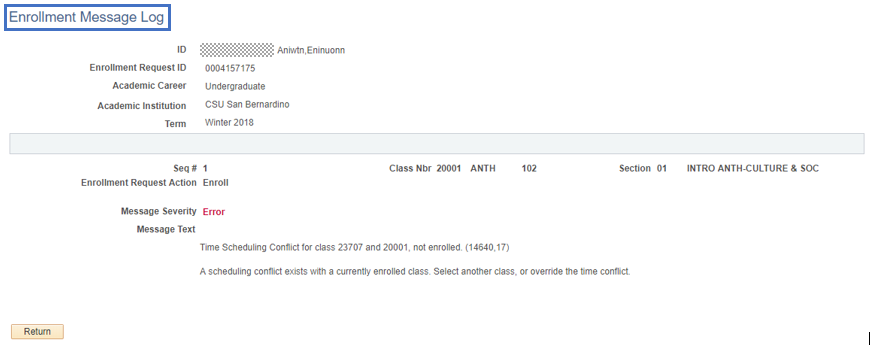 Enrollment Message Log
ID Aniwtn,Eninuonn
Enrollment Request ID 0004157175
Academic Career Undergraduate
Academic Institution CSU San Bernardino
Term Winter 2018
Seq # 1 Class Nbr 20001 ANTH 102 Section 01 INTRO ANTH-CULTURE & SOC
Enrollment Request Action Enroll
Message Severity Error
Message Text
Time Scheduling Conflict for class 23707 and 20001, not enrolled. (14640,17)
A scheduling conflict exists with a currently enrolled class. Select another class, or override the time conflict.
Return